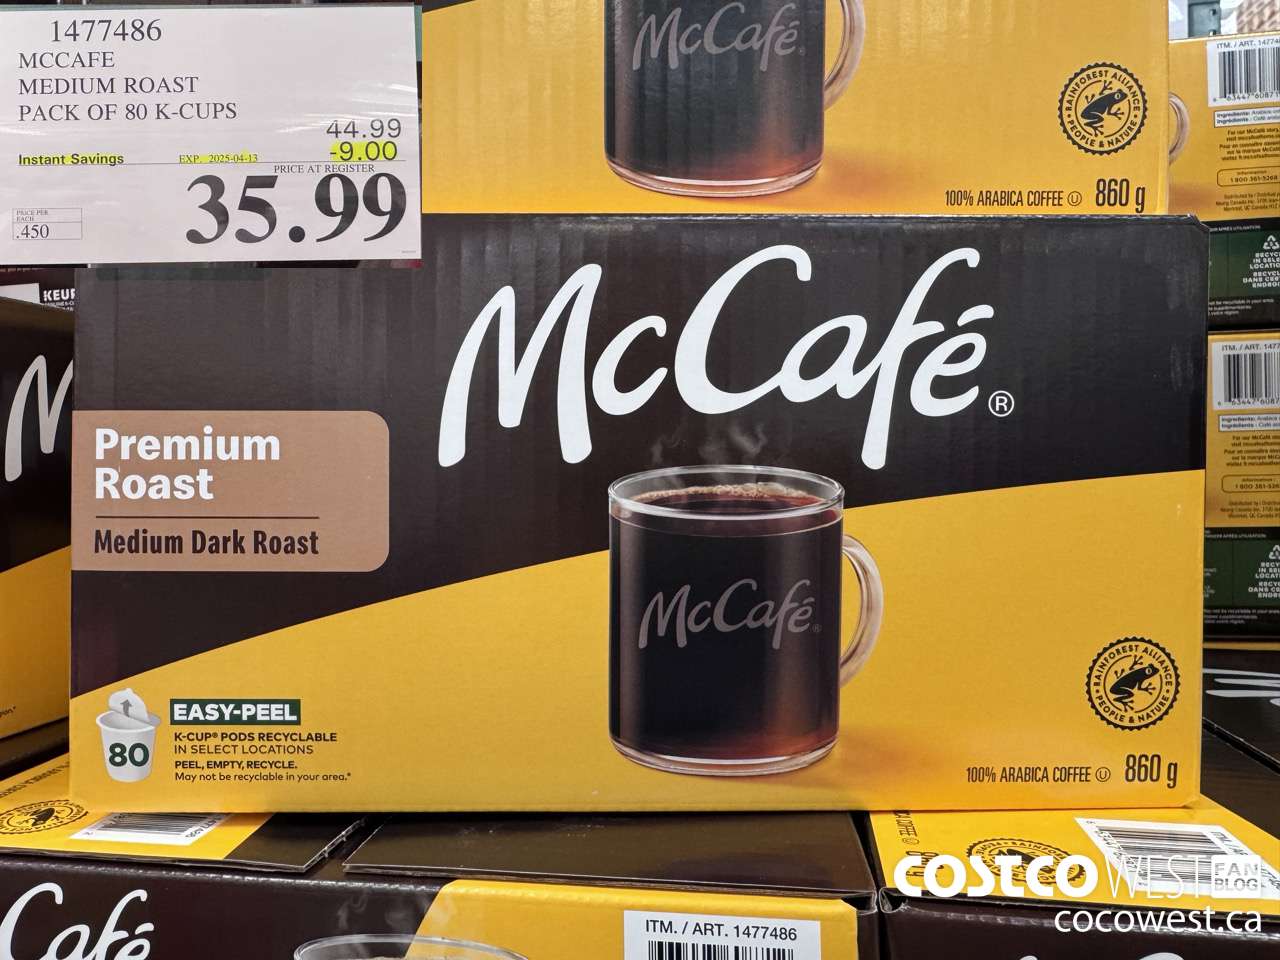 1477486
MCCAFE
MEDIUM ROAST
PACK OF 80 K-CUPS
44.99
Instant Savings EXP. 2025-04-13 -9.00
PRICE AT REGISTER
35.99
PRICE PER
EACH
.450
McCafé
RAINFOREST ALLIANCE
PEOPLE & NATURE
100% ARABICA COFFEE U 860 g
McCafé®
Premium
Roast
Medium Dark Roast
McCafé®
80
EASY-PEEL
K-CUP® PODS RECYCLABLE
IN SELECT LOCATIONS
PEEL, EMPTY, RECYCLE.
May not be recyclable in your area.*
RAINFOREST ALLIANCE
PEOPLE & NATURE
100% ARABICA COFFEE U 860 g
ITM. / ART. 1477486
Café
COSTCO WEST FAN BLOG
cocowest.ca